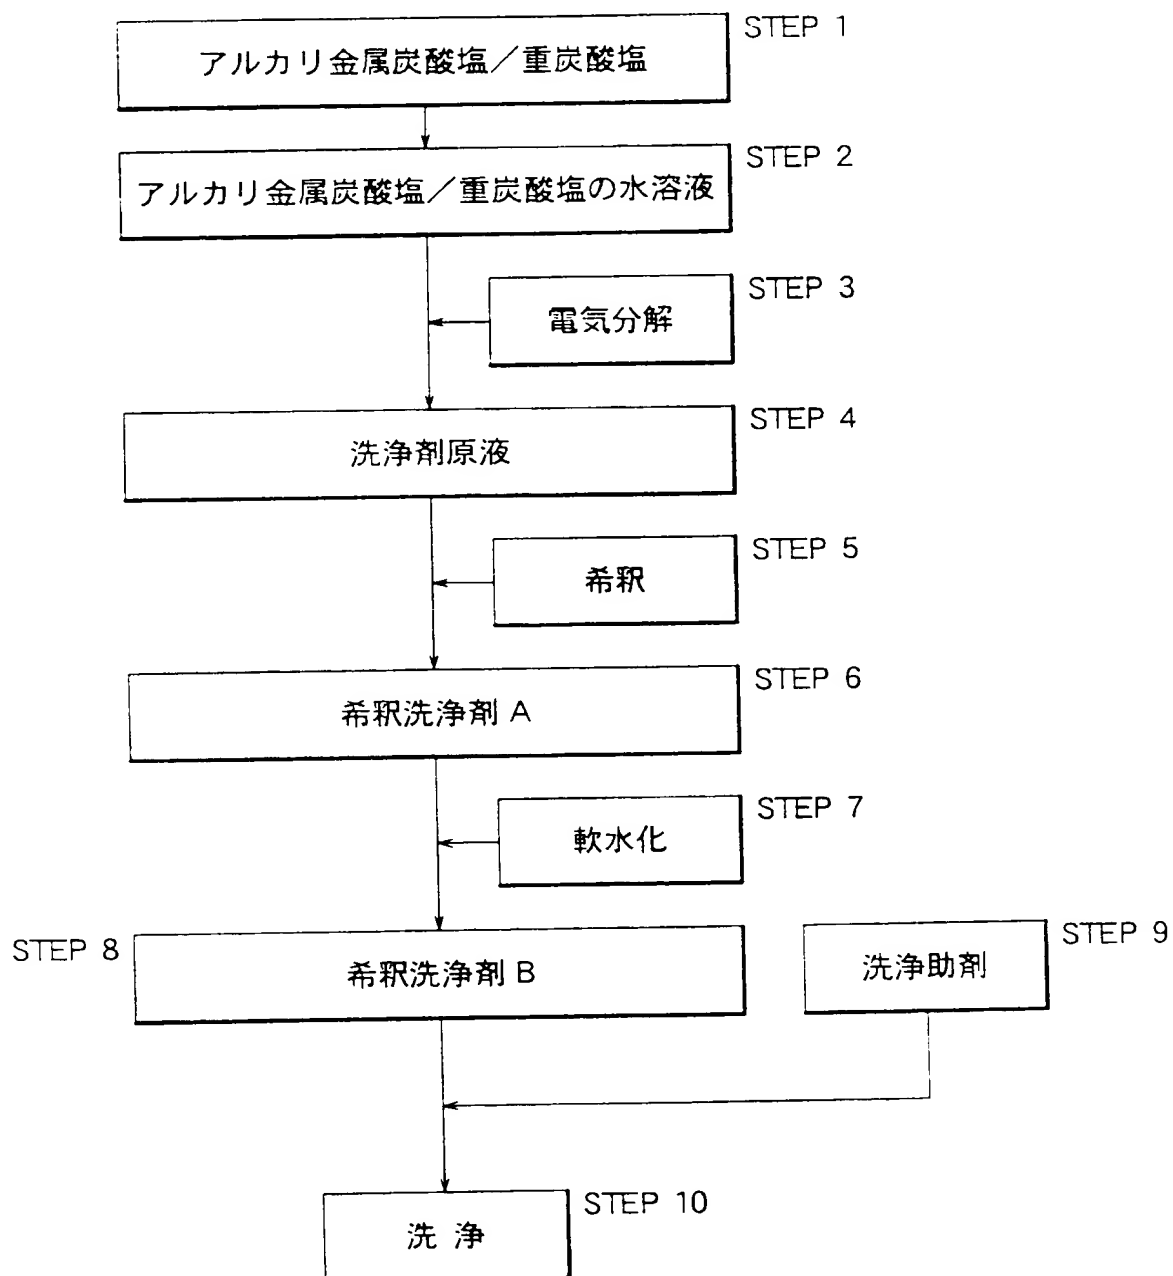 STEP 1
アルカリ金属炭酸塩／重炭酸塩
STEP 2
アルカリ金属炭酸塩／重炭酸塩の水溶液
STEP 3
電気分解
STEP 4
洗浄剤原液
STEP 5
希釈
STEP 6
希釈洗浄剤 A
STEP 7
軟水化
STEP 8
希釈洗浄剤 B
STEP 9
洗浄助剤
STEP 10
洗 浄